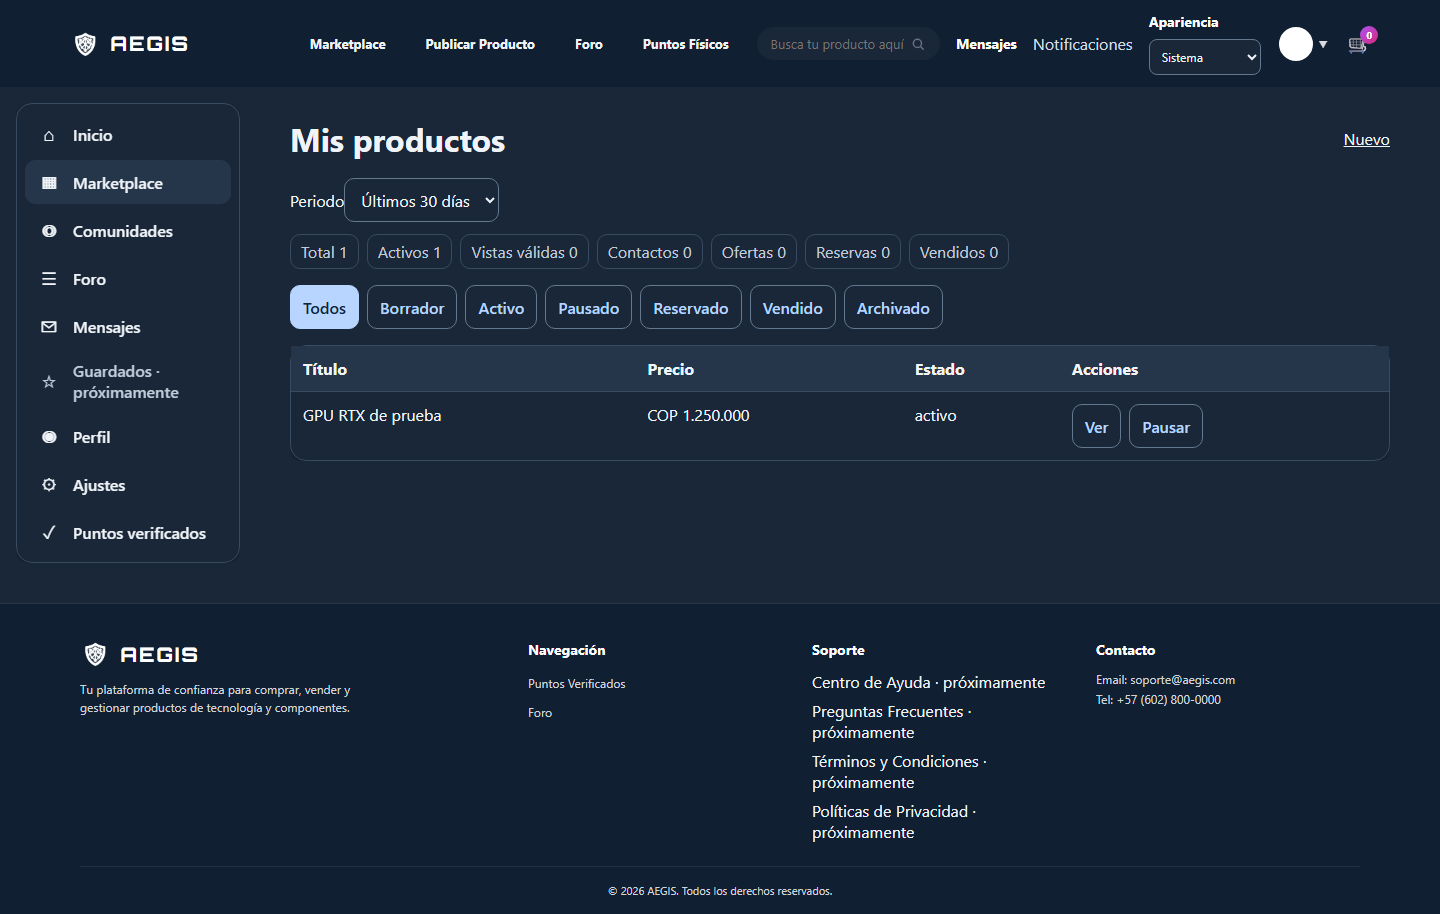 AEGIS
Marketplace
Publicar Producto
Foro
Puntos Físicos
Busca tu producto aquí
Mensajes
Notificaciones
Apariencia
Sistema
0
Inicio
Marketplace
Comunidades
Foro
Mensajes
Guardados ·
próximamente
Perfil
Ajustes
Puntos verificados
Mis productos
Nuevo
Periodo
Últimos 30 días
Total 1
Activos 1
Vistas válidas 0
Contactos 0
Ofertas 0
Reservas 0
Vendidos 0
Todos
Borrador
Activo
Pausado
Reservado
Vendido
Archivado
Título
Precio
Estado
Acciones
GPU RTX de prueba
COP 1.250.000
activo
Ver
Pausar
AEGIS
Tu plataforma de confianza para comprar, vender y
gestionar productos de tecnología y componentes.
Navegación
Puntos Verificados
Foro
Soporte
Centro de Ayuda · próximamente
Preguntas Frecuentes ·
próximamente
Términos y Condiciones ·
próximamente
Políticas de Privacidad ·
próximamente
Contacto
Email: soporte@aegis.com
Tel: +57 (602) 800-0000
© 2026 AEGIS. Todos los derechos reservados.